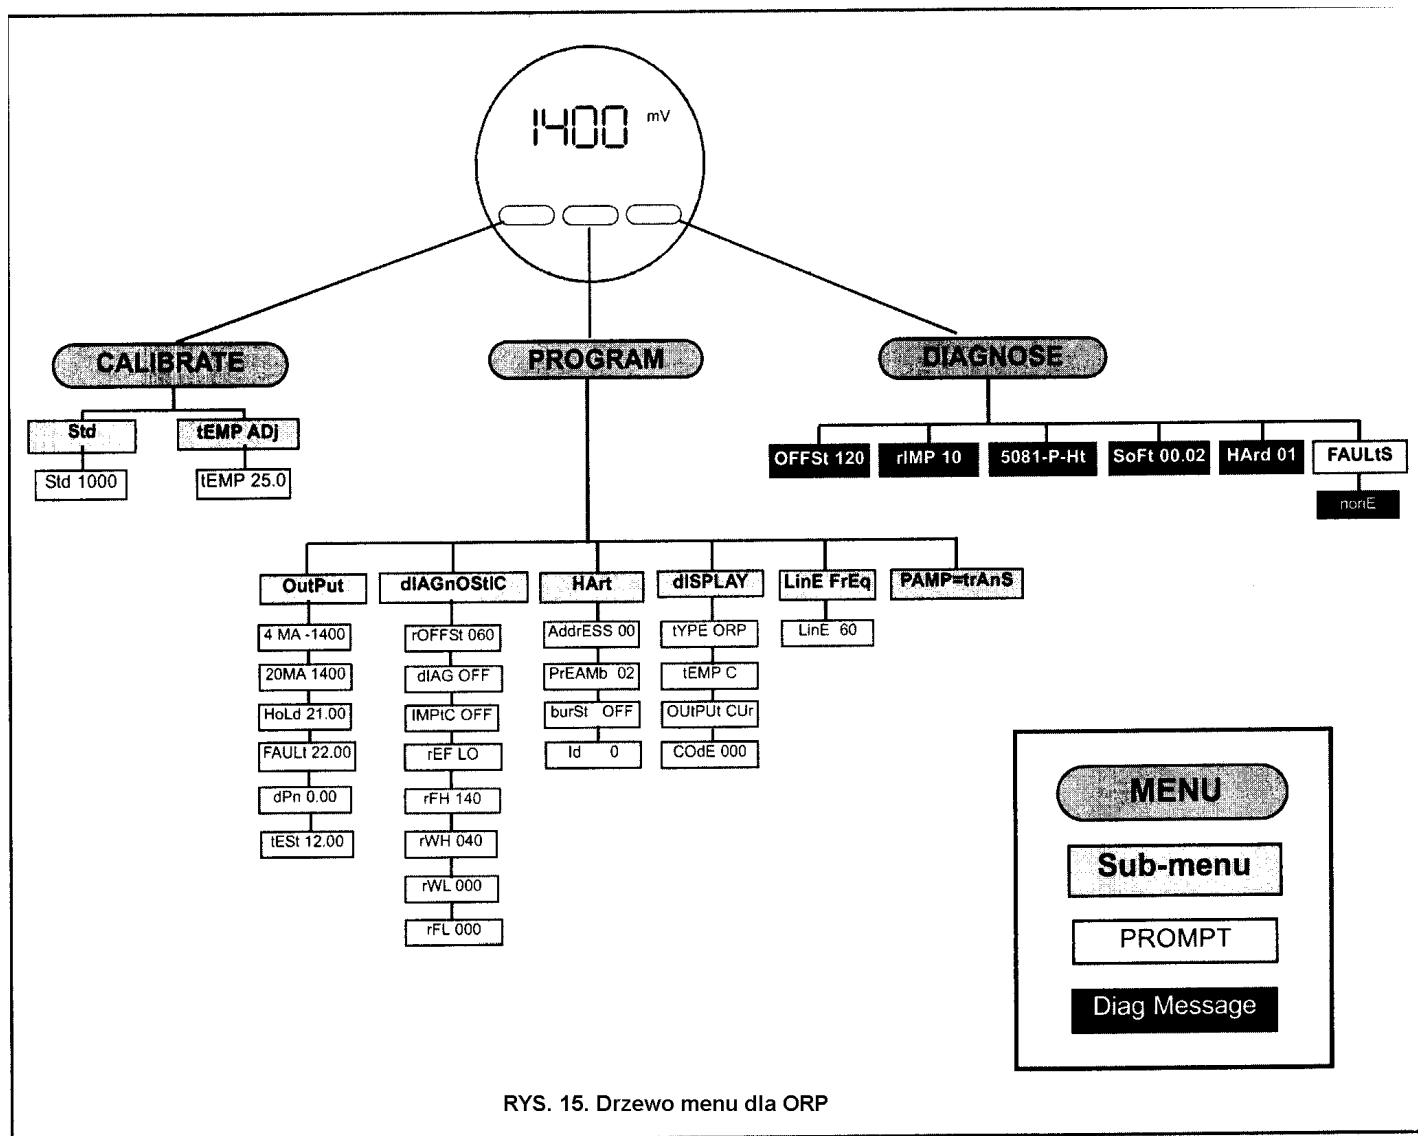 1400 mV
CALIBRATE
PROGRAM
DIAGNOSE
Std
tEMP ADj
Std 1000
tEMP 25.0
OFFSt 120
rIMP 10
5081-P-Ht
SoFt 00.02
HArd 01
FAULtS
nonE
OutPut
dIAGnOStIC
HArt
dISPLAY
LinE FrEq
PAMP=trAnS
4 MA -1400
20MA 1400
HoLd 21.00
FAULt 22.00
dPn 0.00
tESt 12.00
rOFFSt 060
dIAG OFF
IMPtC OFF
rEF LO
rFH 140
rWH 040
rWL 000
rFL 000
AddrESS 00
PrEAMb 02
burSt OFF
Id 0
tYPE ORP
tEMP C
OUtPUt CUr
COdE 000
LinE 60
MENU
Sub-menu
PROMPT
Diag Message
RYS. 15. Drzewo menu dla ORP